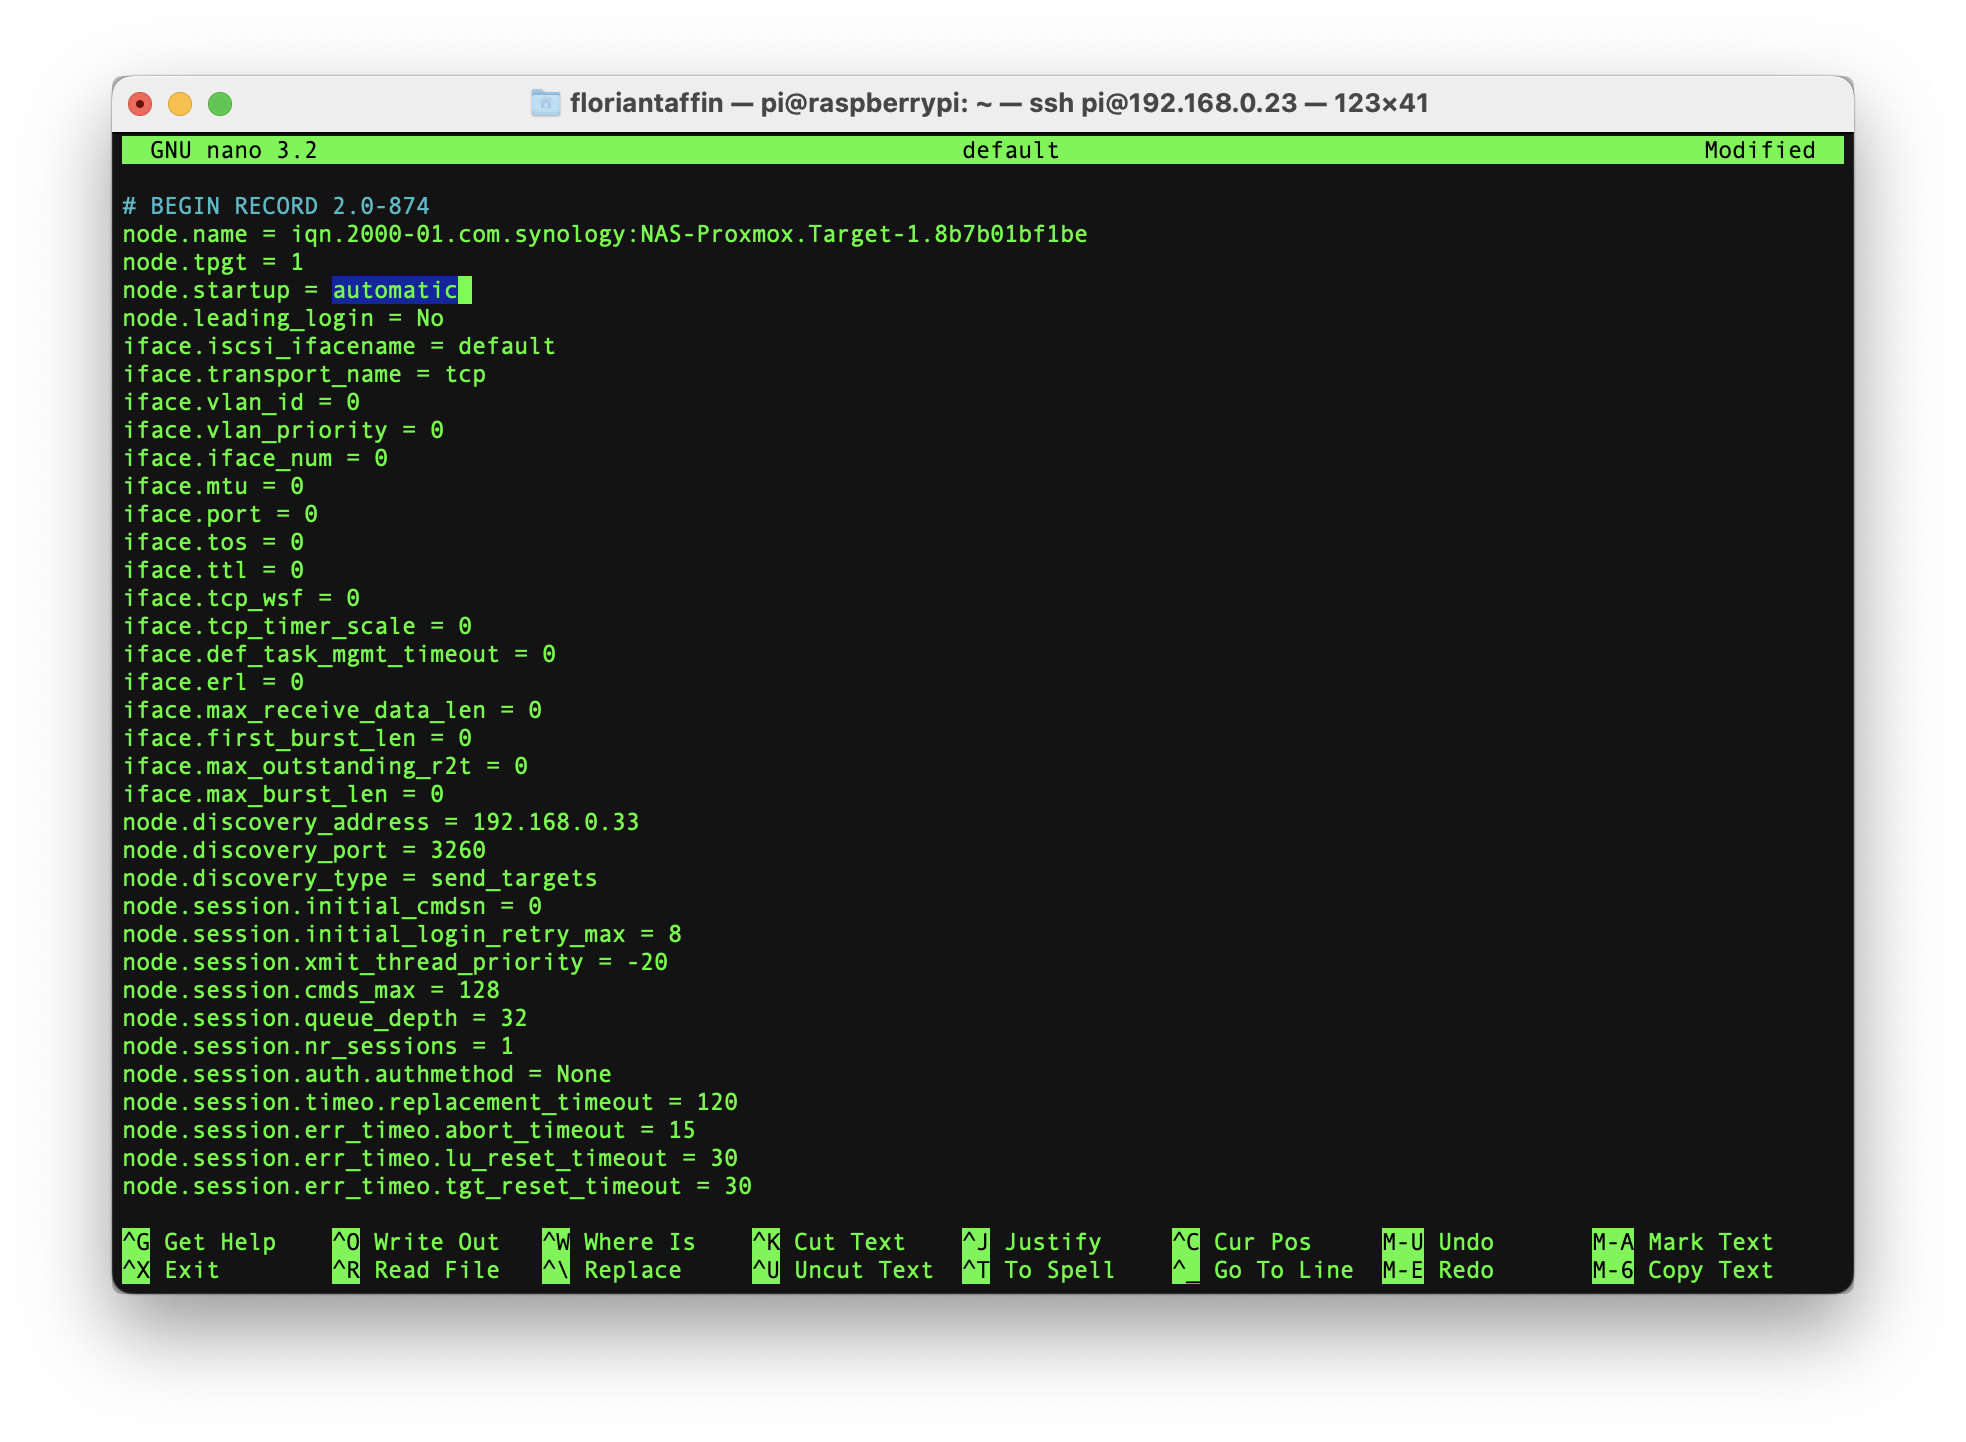 floriantaffin — pi@raspberrypi: ~ — ssh pi@192.168.0.23 — 123×41
GNU nano 3.2 default Modified
# BEGIN RECORD 2.0-874
node.name = iqn.2000-01.com.synology:NAS-Proxmox.Target-1.8b7b01bf1be
node.tpgt = 1
node.startup = automatic
node.leading_login = No
iface.iscsi_ifacename = default
iface.transport_name = tcp
iface.vlan_id = 0
iface.vlan_priority = 0
iface.iface_num = 0
iface.mtu = 0
iface.port = 0
iface.tos = 0
iface.ttl = 0
iface.tcp_wsf = 0
iface.tcp_timer_scale = 0
iface.def_task_mgmt_timeout = 0
iface.erl = 0
iface.max_receive_data_len = 0
iface.first_burst_len = 0
iface.max_outstanding_r2t = 0
iface.max_burst_len = 0
node.discovery_address = 192.168.0.33
node.discovery_port = 3260
node.discovery_type = send_targets
node.session.initial_cmdsn = 0
node.session.initial_login_retry_max = 8
node.session.xmit_thread_priority = -20
node.session.cmds_max = 128
node.session.queue_depth = 32
node.session.nr_sessions = 1
node.session.auth.authmethod = None
node.session.timeo.replacement_timeout = 120
node.session.err_timeo.abort_timeout = 15
node.session.err_timeo.lu_reset_timeout = 30
node.session.err_timeo.tgt_reset_timeout = 30
^G Get Help ^O Write Out ^W Where Is ^K Cut Text ^J Justify ^C Cur Pos M-U Undo M-A Mark Text
^X Exit ^R Read File ^\ Replace ^U Uncut Text ^T To Spell ^_ Go To Line M-E Redo M-6 Copy Text